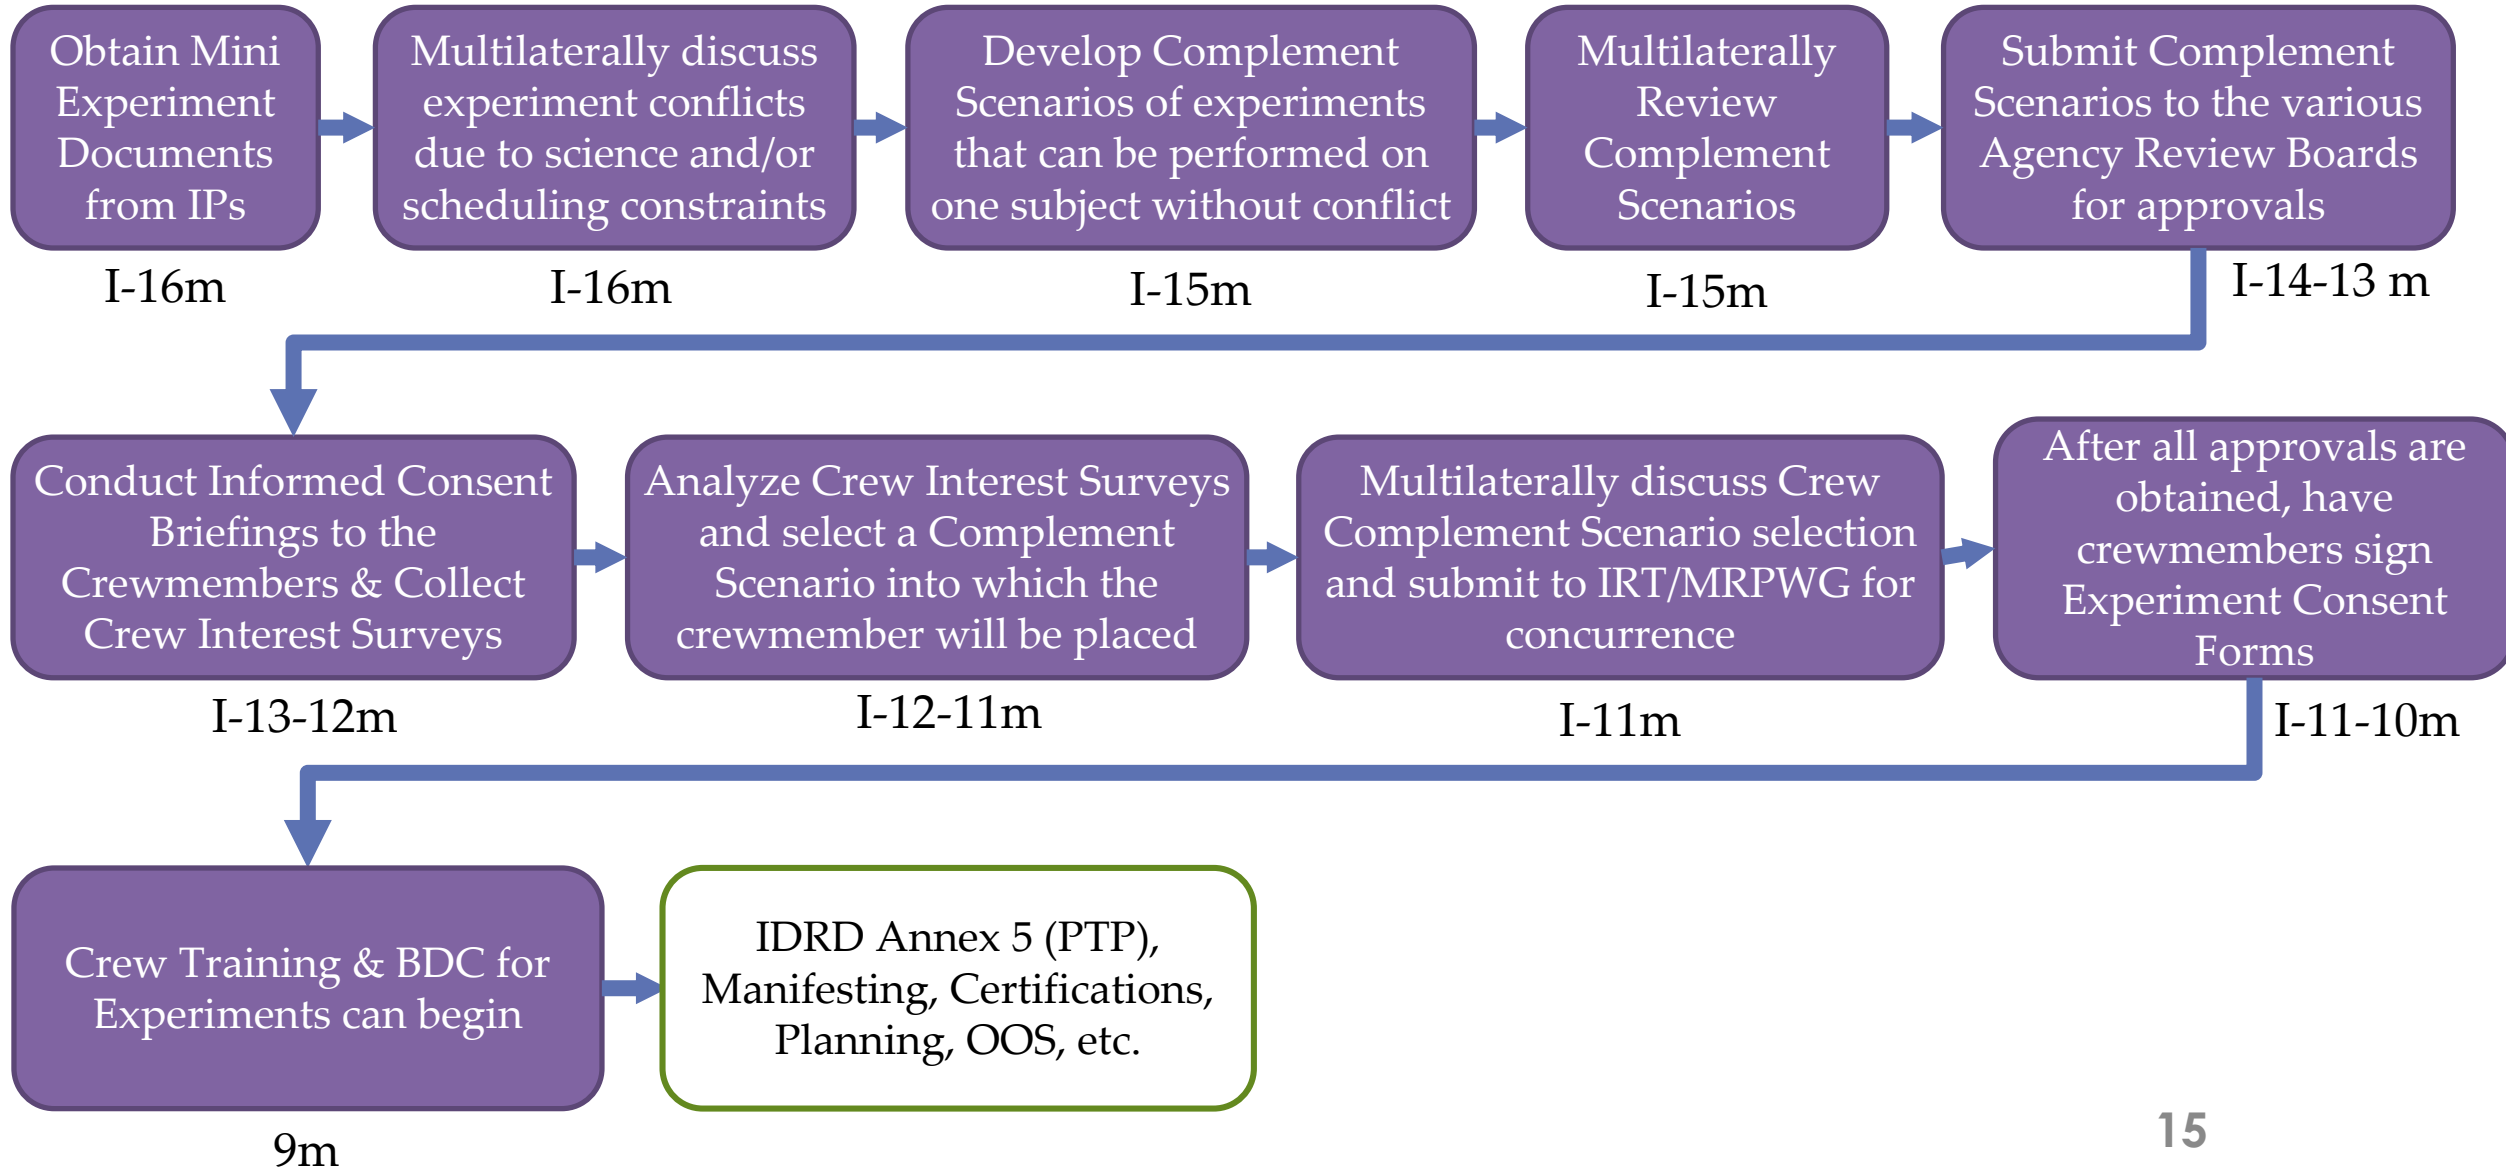 Obtain Mini
Experiment
Documents
from IPs
I-16m
Multilaterally discuss
experiment conflicts
due to science and/or
scheduling constraints
I-16m
Develop Complement
Scenarios of experiments
that can be performed on
one subject without conflict
I-15m
Multilaterally
Review
Complement
Scenarios
I-15m
Submit Complement
Scenarios to the various
Agency Review Boards
for approvals
I-14-13 m
Conduct Informed Consent
Briefings to the
Crewmembers & Collect
Crew Interest Surveys
I-13-12m
Analyze Crew Interest Surveys
and select a Complement
Scenario into which the
crewmember will be placed
I-12-11m
Multilaterally discuss Crew
Complement Scenario selection
and submit to IRT/MRPWG for
concurrence
I-11m
After all approvals are
obtained, have
crewmembers sign
Experiment Consent
Forms
I-11-10m
Crew Training & BDC for
Experiments can begin
9m
IDRD Annex 5 (PTP),
Manifesting, Certifications,
Planning, OOS, etc.
15